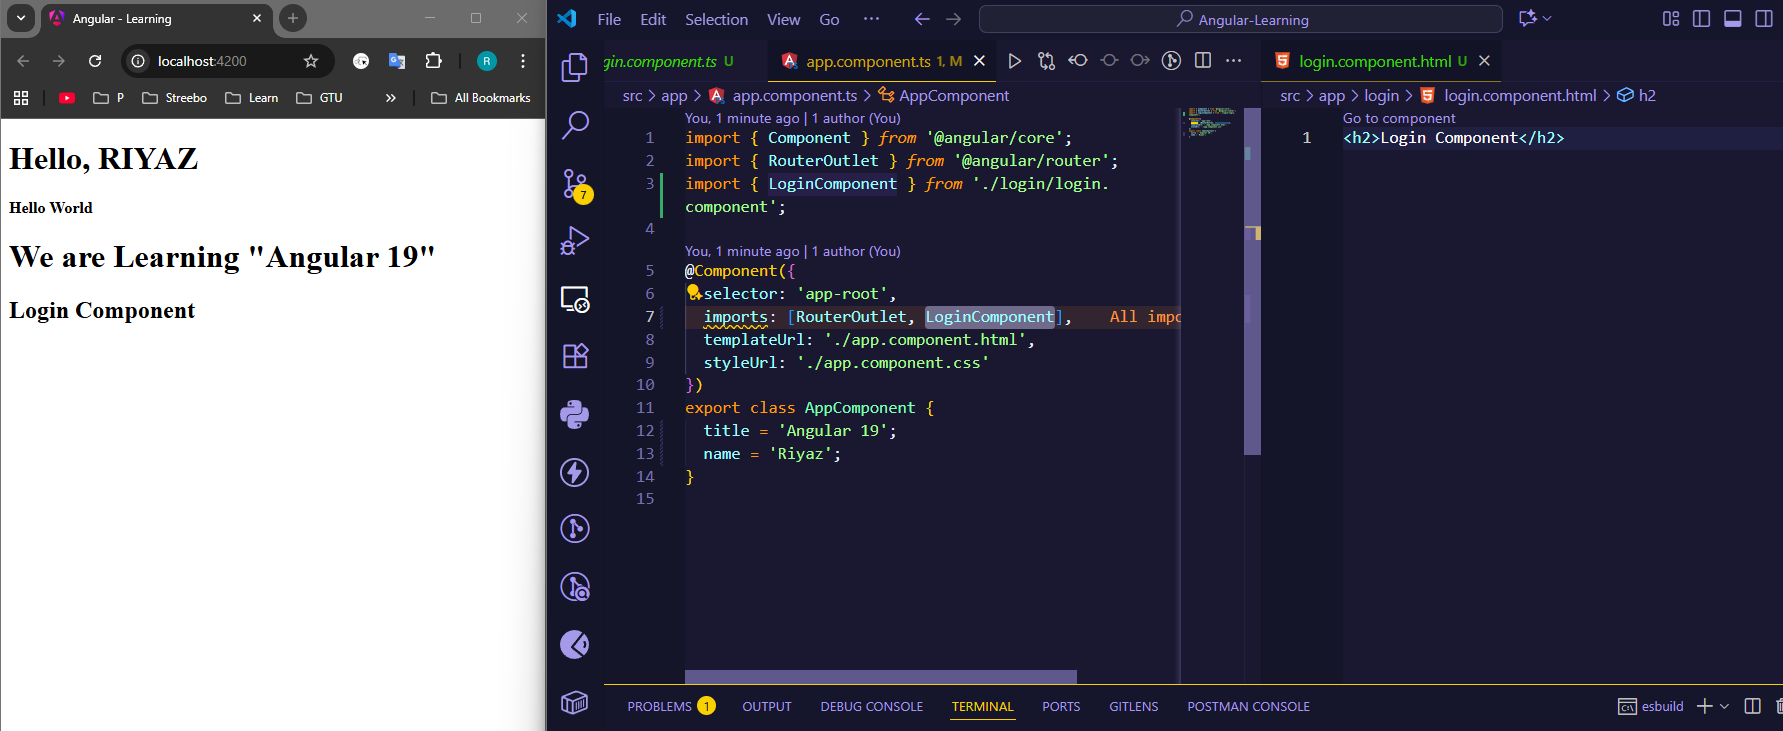 Angular - Learning
localhost:4200
P
Streebo
Learn
GTU
»
All Bookmarks
R
Hello, RIYAZ
Hello World
We are Learning "Angular 19"
Login Component
File Edit Selection View Go ···
Angular-Learning
7
gin.component.ts U
app.component.ts 1, M
src > app > app.component.ts > AppComponent
You, 1 minute ago | 1 author (You)
1 import { Component } from '@angular/core';
2 import { RouterOutlet } from '@angular/router';
3 import { LoginComponent } from './login/login.
component';
4
You, 1 minute ago | 1 author (You)
5 @Component({
6 selector: 'app-root',
7 imports: [RouterOutlet, LoginComponent], All impo
8 templateUrl: './app.component.html',
9 styleUrl: './app.component.css'
10 })
11 export class AppComponent {
12 title = 'Angular 19';
13 name = 'Riyaz';
14 }
15
login.component.html U
src > app > login > login.component.html > h2
Go to component
1 <h2>Login Component</h2>
PROBLEMS 1 OUTPUT DEBUG CONSOLE TERMINAL PORTS GITLENS POSTMAN CONSOLE
esbuild